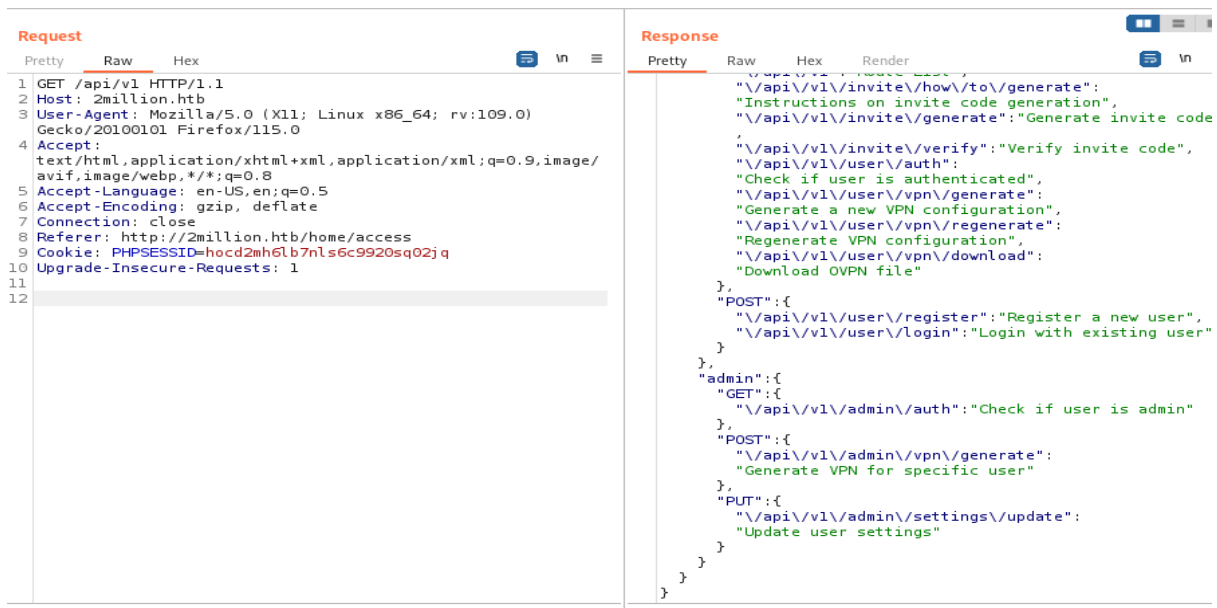 Request
Pretty Raw Hex \n
1 GET /api/v1 HTTP/1.1
2 Host: 2million.htb
3 User-Agent: Mozilla/5.0 (X11; Linux x86_64; rv:109.0)
Gecko/20100101 Firefox/115.0
4 Accept:
text/html,application/xhtml+xml,application/xml;q=0.9,image/
avif,image/webp,*/*;q=0.8
5 Accept-Language: en-US,en;q=0.5
6 Accept-Encoding: gzip, deflate
7 Connection: close
8 Referer: http://2million.htb/home/access
9 Cookie: PHPSESSID=hocd2mh6lb7nls6c9920sq02jq
10 Upgrade-Insecure-Requests: 1
11
12
Response
Pretty Raw Hex Render \n
"\/api\/v1\/invite\/how\/to\/generate":
"Instructions on invite code generation",
"\/api\/v1\/invite\/generate":"Generate invite code
,
"\/api\/v1\/invite\/verify":"Verify invite code",
"\/api\/v1\/user\/auth":
"Check if user is authenticated",
"\/api\/v1\/user\/vpn\/generate":
"Generate a new VPN configuration",
"\/api\/v1\/user\/vpn\/regenerate":
"Regenerate VPN configuration",
"\/api\/v1\/user\/vpn\/download":
"Download OVPN file"
},
"POST":{
"\/api\/v1\/user\/register":"Register a new user",
"\/api\/v1\/user\/login":"Login with existing user"
}
},
"admin":{
"GET":{
"\/api\/v1\/admin\/auth":"Check if user is admin"
},
"POST":{
"\/api\/v1\/admin\/vpn\/generate":
"Generate VPN for specific user"
},
"PUT":{
"\/api\/v1\/admin\/settings\/update":
"Update user settings"
}
}
}
}